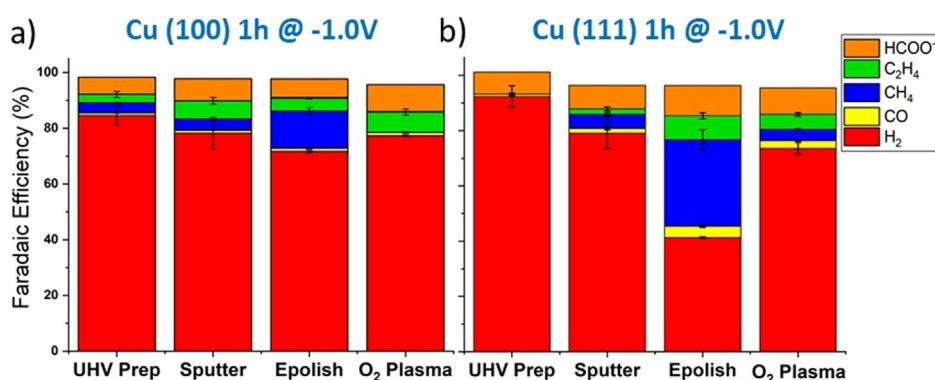 a) Cu (100) 1h @ -1.0V
b) Cu (111) 1h @ -1.0V
HCOO⁻
C₂H₄
CH₄
CO
H₂
Faradaic Efficiency (%)
100
80
60
40
20
0
UHV Prep Sputter Epolish O₂ Plasma
UHV Prep Sputter Epolish O₂ Plasma